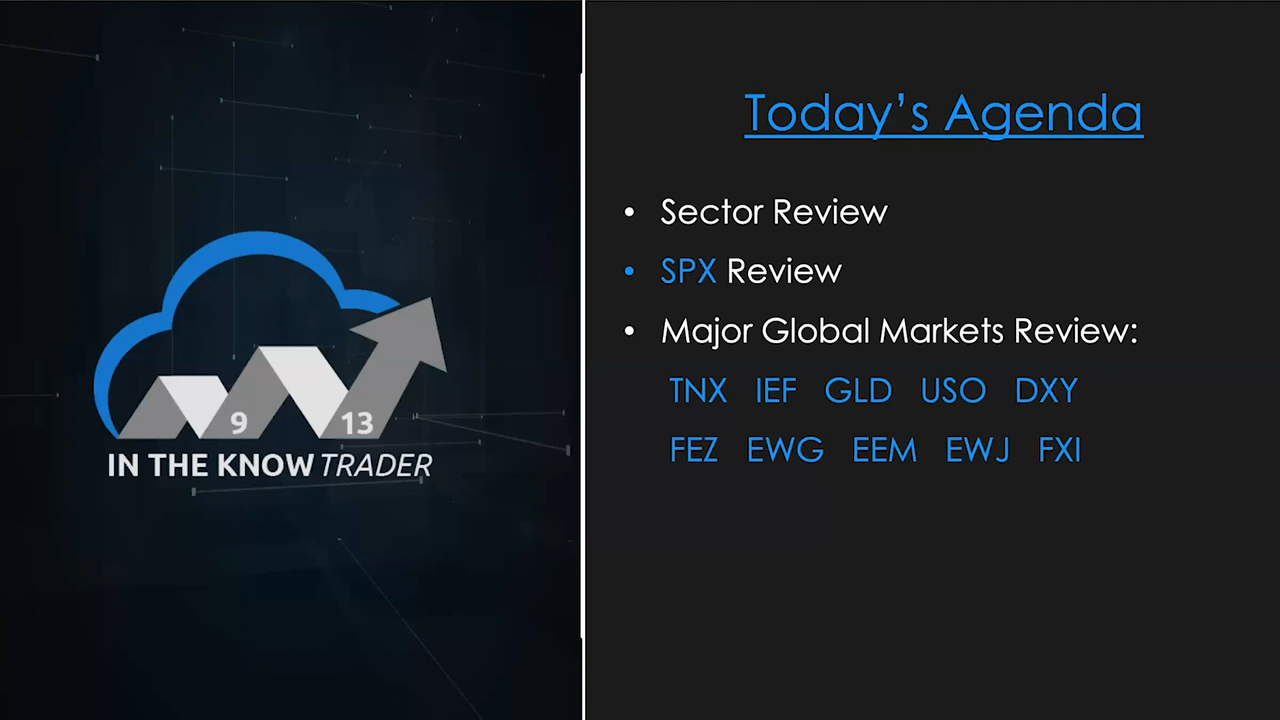 9 13
IN THE KNOW TRADER
Today’s Agenda
• Sector Review
• SPX Review
• Major Global Markets Review:
TNX IEF GLD USO DXY
FEZ EWG EEM EWJ FXI